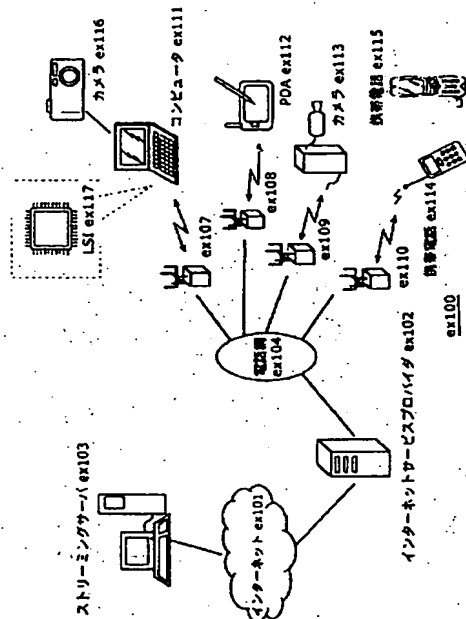 カメラ ex116
LSI ex117
コンピュータ ex111
PDA ex112
ex107
ex108
カメラ ex113
ex109
携帯電話 ex115
ex110
携帯電話 ex114
電話網
ex104
ex100
ストリーミングサーバ ex103
インターネット ex101
インターネットサービスプロバイダ ex102